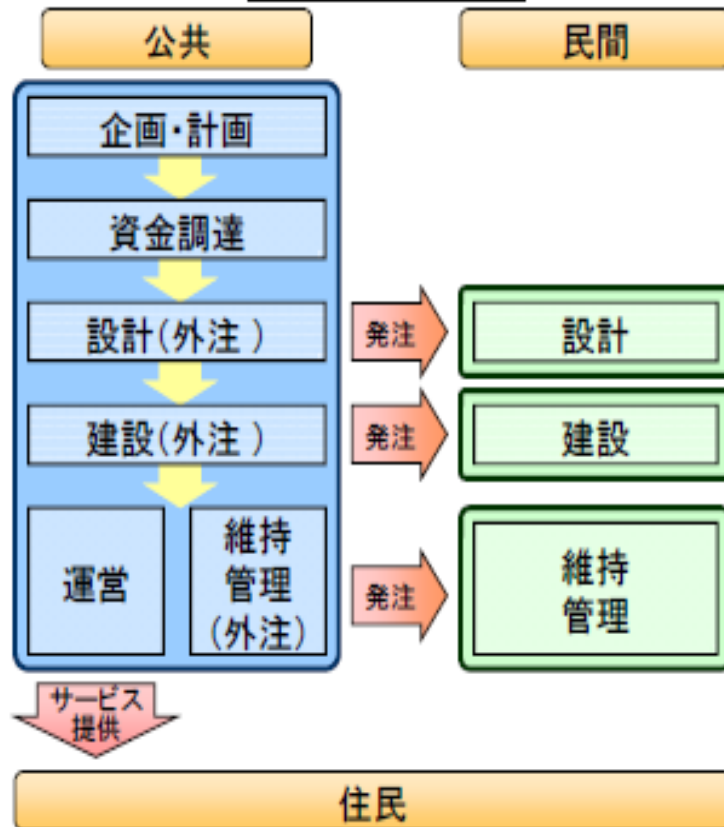 公共
民間
企画・計画
資金調達
設計(外注 )
発注
設計
建設(外注 )
発注
建設
運営
維持
管理
(外注)
発注
維持
管理
サービス
提供
住民